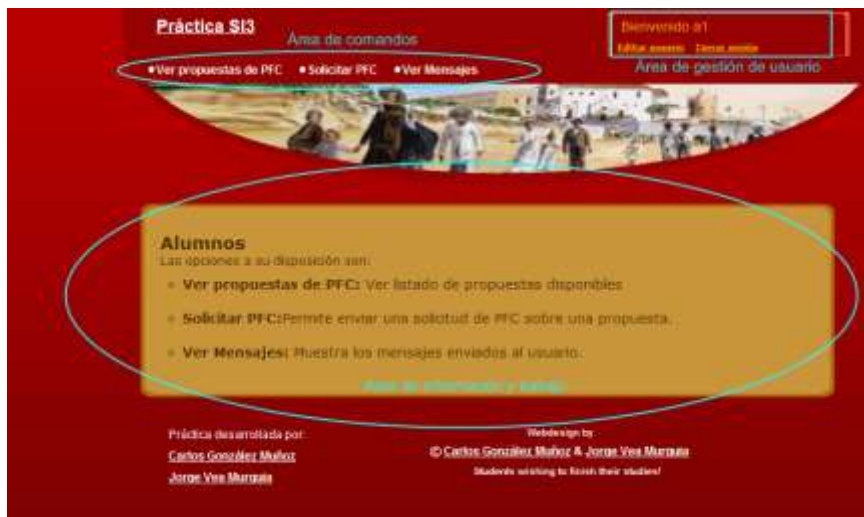 Práctica SI3
Área de comandos
Bienvenido a1
Editar usuario Cerrar sesión
Área de gestión de usuario
Ver propuestas de PFC Solicitar PFC Ver Mensajes
Alumnos
Las opciones a su disposición son:
Ver propuestas de PFC: Ver listado de propuestas disponibles
Solicitar PFC:Permite enviar una solicitud de PFC sobre una propuesta.
Ver Mensajes: Muestra los mensajes enviados al usuario.
Área de información y trabajo
Práctica desarrollada por:
Carlos González Muñoz
Jorge Vea Murguía
Webdesign by
© Carlos González Muñoz & Jorge Vea Murguía
Students wishing to finish their studies!